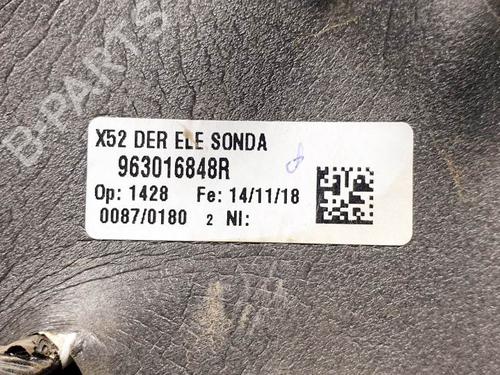 B-PARTS
X52 DER ELE SONDA
963016848R
Op: 1428 Fe: 14/11/18
0087/0180 2 NI: